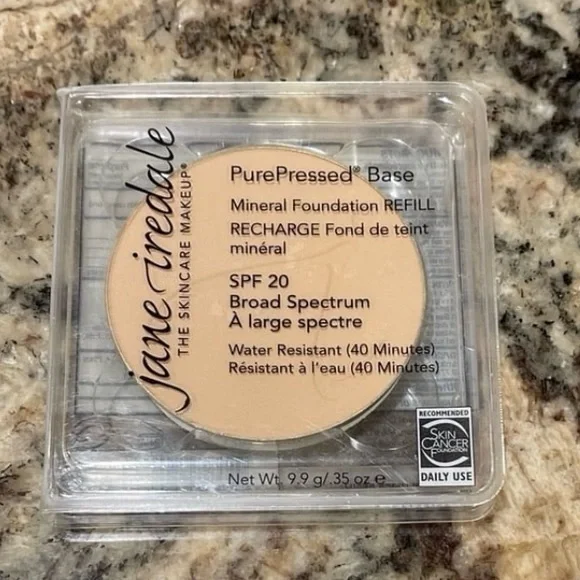 jane iredale
THE SKINCARE MAKEUP®
PurePressed® Base
Mineral Foundation REFILL
RECHARGE Fond de teint
minéral
SPF 20
Broad Spectrum
À large spectre
Water Resistant (40 Minutes)
Résistant à l'eau (40 Minutes)
RECOMMENDED
SKIN
CANCER
FOUNDATION
DAILY USE
Net Wt. 9.9 g/.35 oz e